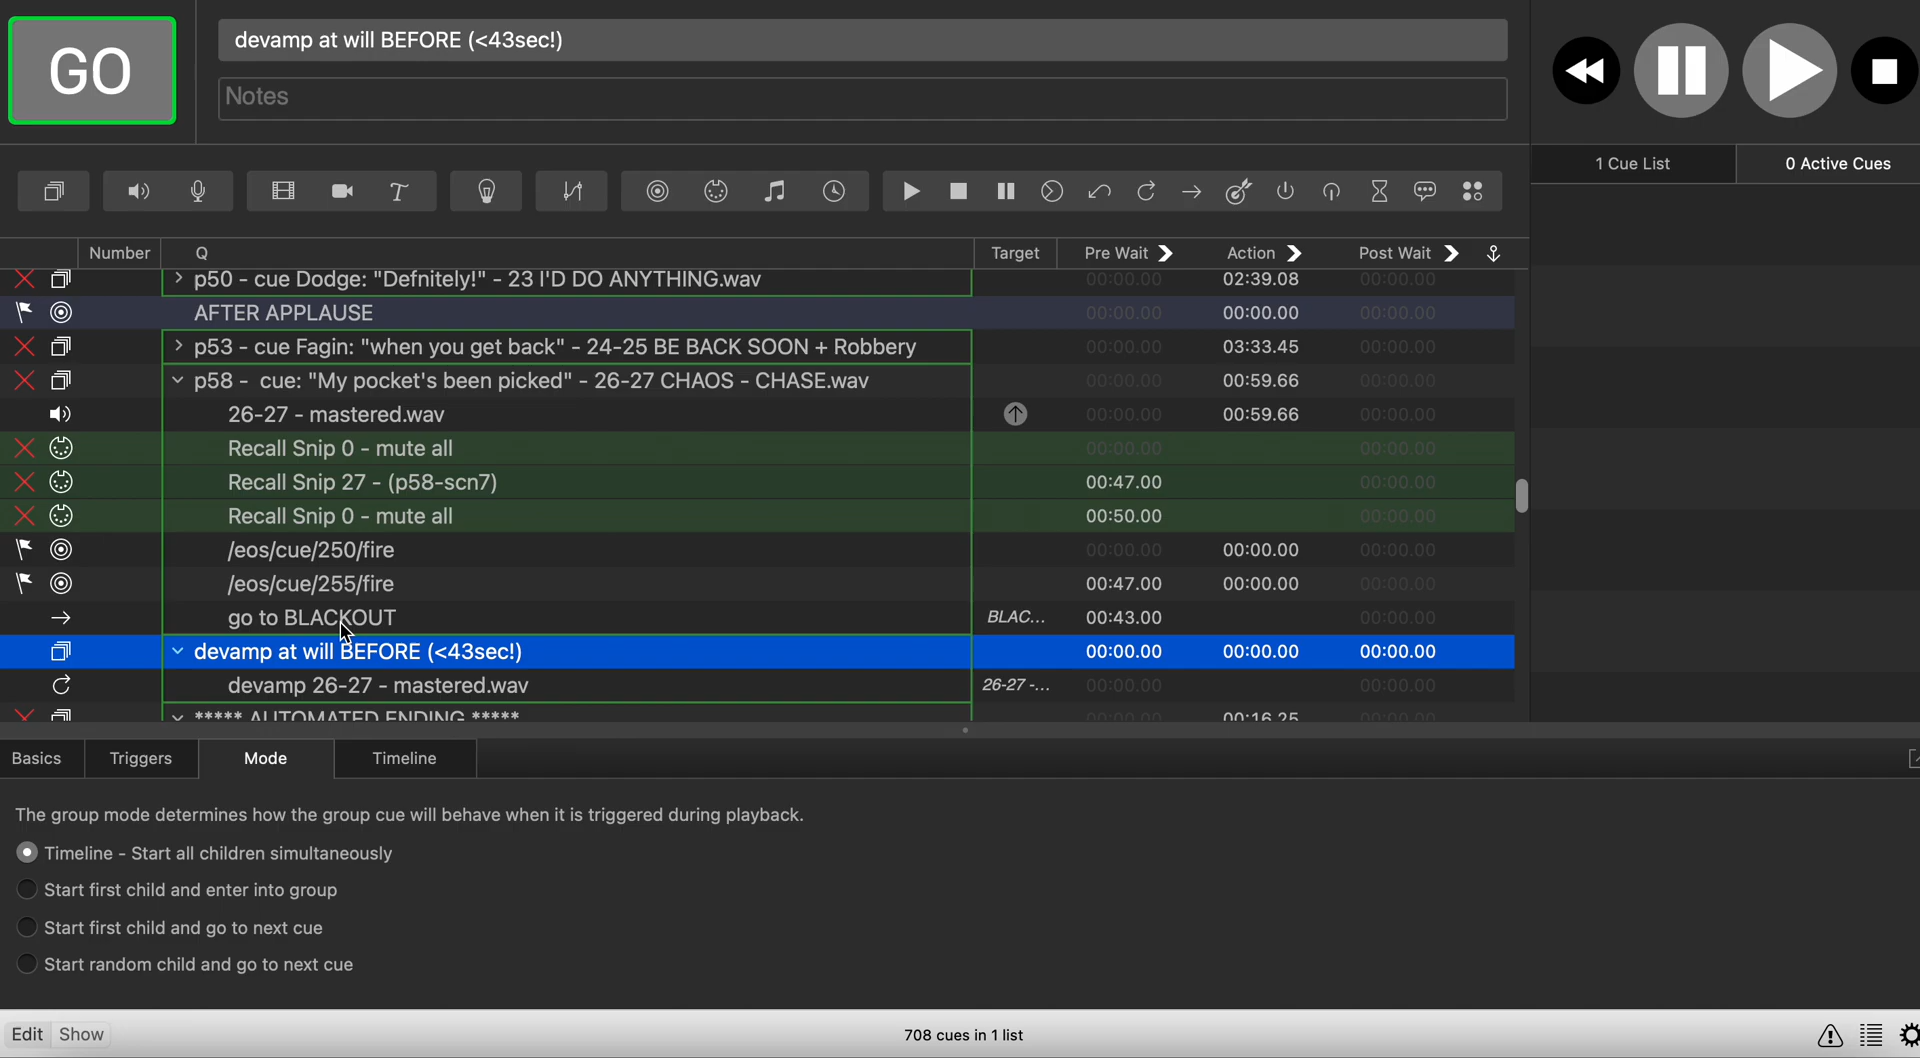 GO
devamp at will BEFORE (<43sec!)
Notes
1 Cue List
0 Active Cues
Number Q Target Pre Wait Action Post Wait
p50 - cue Dodge: "Defnitely!" - 23 I'D DO ANYTHING.wav 00:00.00 02:39.08 00:00.00
AFTER APPLAUSE 00:00.00 00:00.00 00:00.00
p53 - cue Fagin: "when you get back" - 24-25 BE BACK SOON + Robbery 00:00.00 03:33.45 00:00.00
p58 - cue: "My pocket's been picked" - 26-27 CHAOS - CHASE.wav 00:00.00 00:59.66 00:00.00
26-27 - mastered.wav 00:00.00 00:59.66 00:00.00
Recall Snip 0 - mute all 00:00.00 00:00.00
Recall Snip 27 - (p58-scn7) 00:47.00 00:00.00
Recall Snip 0 - mute all 00:50.00 00:00.00
/eos/cue/250/fire 00:00.00 00:00.00 00:00.00
/eos/cue/255/fire 00:47.00 00:00.00 00:00.00
go to BLACKOUT BLAC... 00:43.00 00:00.00
devamp at will BEFORE (<43sec!) 00:00.00 00:00.00 00:00.00
devamp 26-27 - mastered.wav 26-27 -... 00:00.00 00:00.00
***** AUTOMATED ENDING ***** 00:00.00 00:16.25 00:00.00
Basics Triggers Mode Timeline
The group mode determines how the group cue will behave when it is triggered during playback.
Timeline - Start all children simultaneously
Start first child and enter into group
Start first child and go to next cue
Start random child and go to next cue
Edit Show 708 cues in 1 list